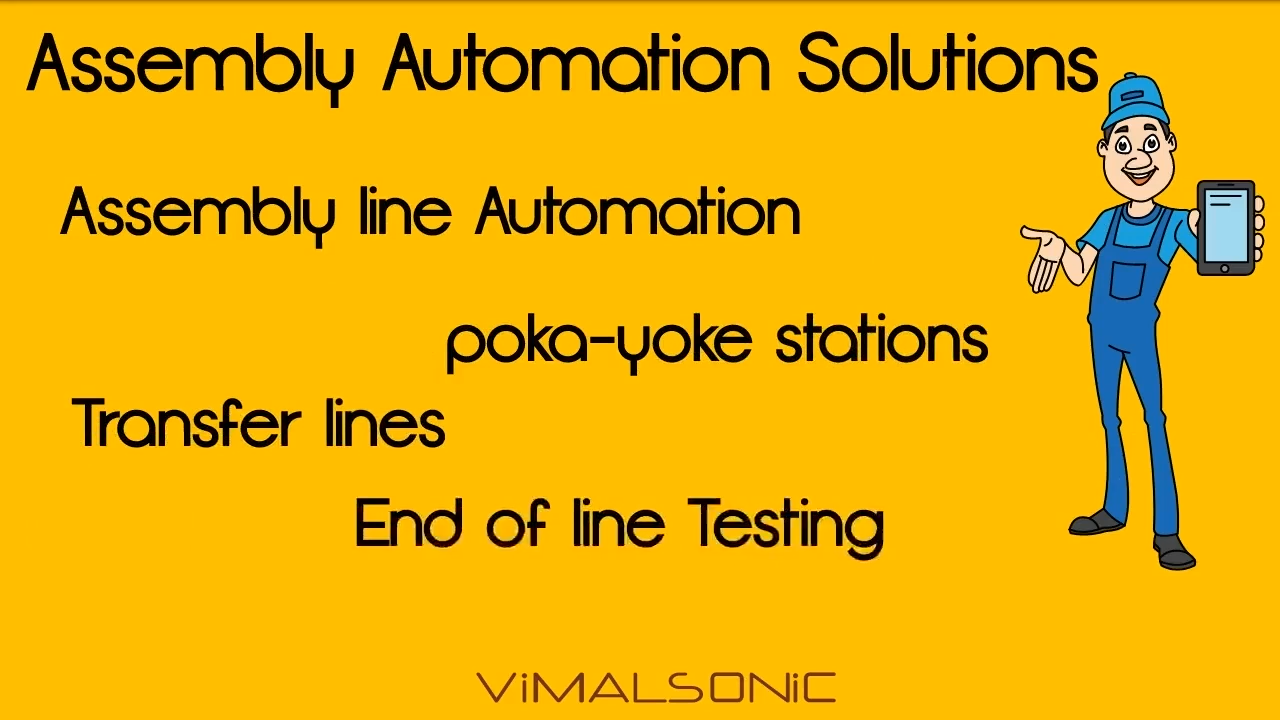 Assembly Automation Solutions
Assembly line Automation
poka-yoke stations
Transfer lines
End of line Testing
ViMALSONiC